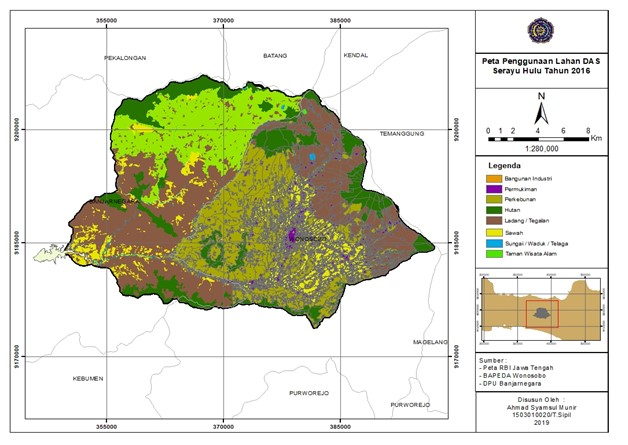 355000
370000
385000
PEKALONGAN
BATANG
KENDAL
TEMANGGUNG
MAGELANG
KEBUMEN
PURWOREJO
PURWOREJO
9200000
9185000
9170000
9200000
9185000
9170000
355000
370000
385000
Peta Penggunaan Lahan DAS
Serayu Hulu Tahun 2016
N
0 1 2 4 6 8
Km
1:280,000
Legenda
Bangunan Industri
Permukiman
Perkebunan
Hutan
Ladang / Tegalan
Sawah
Sungai / Waduk / Telaga
Taman Wisata Alam
Sumber :
- Peta RBI Jawa Tengah
- BAPEDA Wonosobo
- DPU Banjarnegara
Disusun Oleh :
Ahmad Syamsul Munir
1503010020/T.Sipil
2019